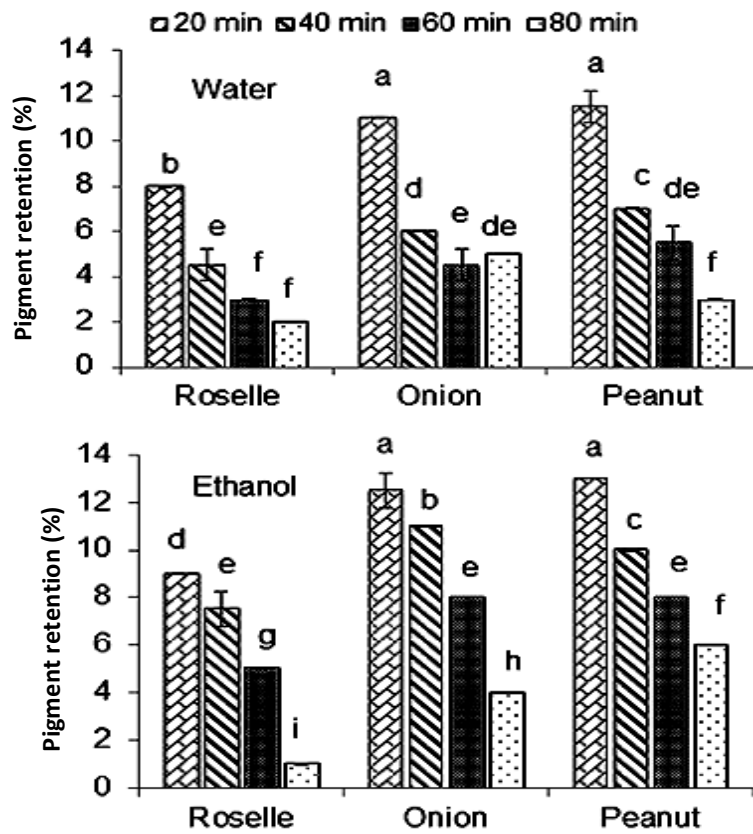 20 min 40 min 60 min 80 min
Pigment retention (%)
14
12
10
8
6
4
2
0
Water
b
e
f
f
a
d
e
de
a
c
de
f
Roselle Onion Peanut
Pigment retention (%)
14
12
10
8
6
4
2
0
Ethanol
d
e
g
i
a
b
e
h
a
c
e
f
Roselle Onion Peanut